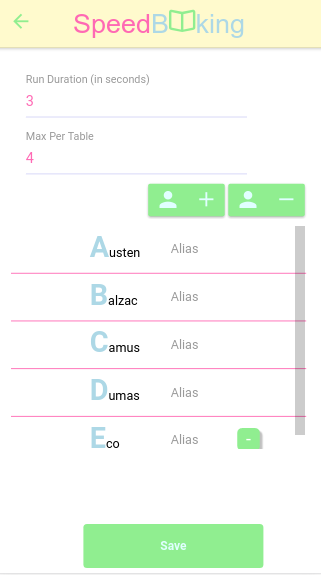 SpeedBooking
Run Duration (in seconds)
3
Max Per Table
4
+ −
Austen Alias
Balzac Alias
Camus Alias
Dumas Alias
Eco Alias -
Save